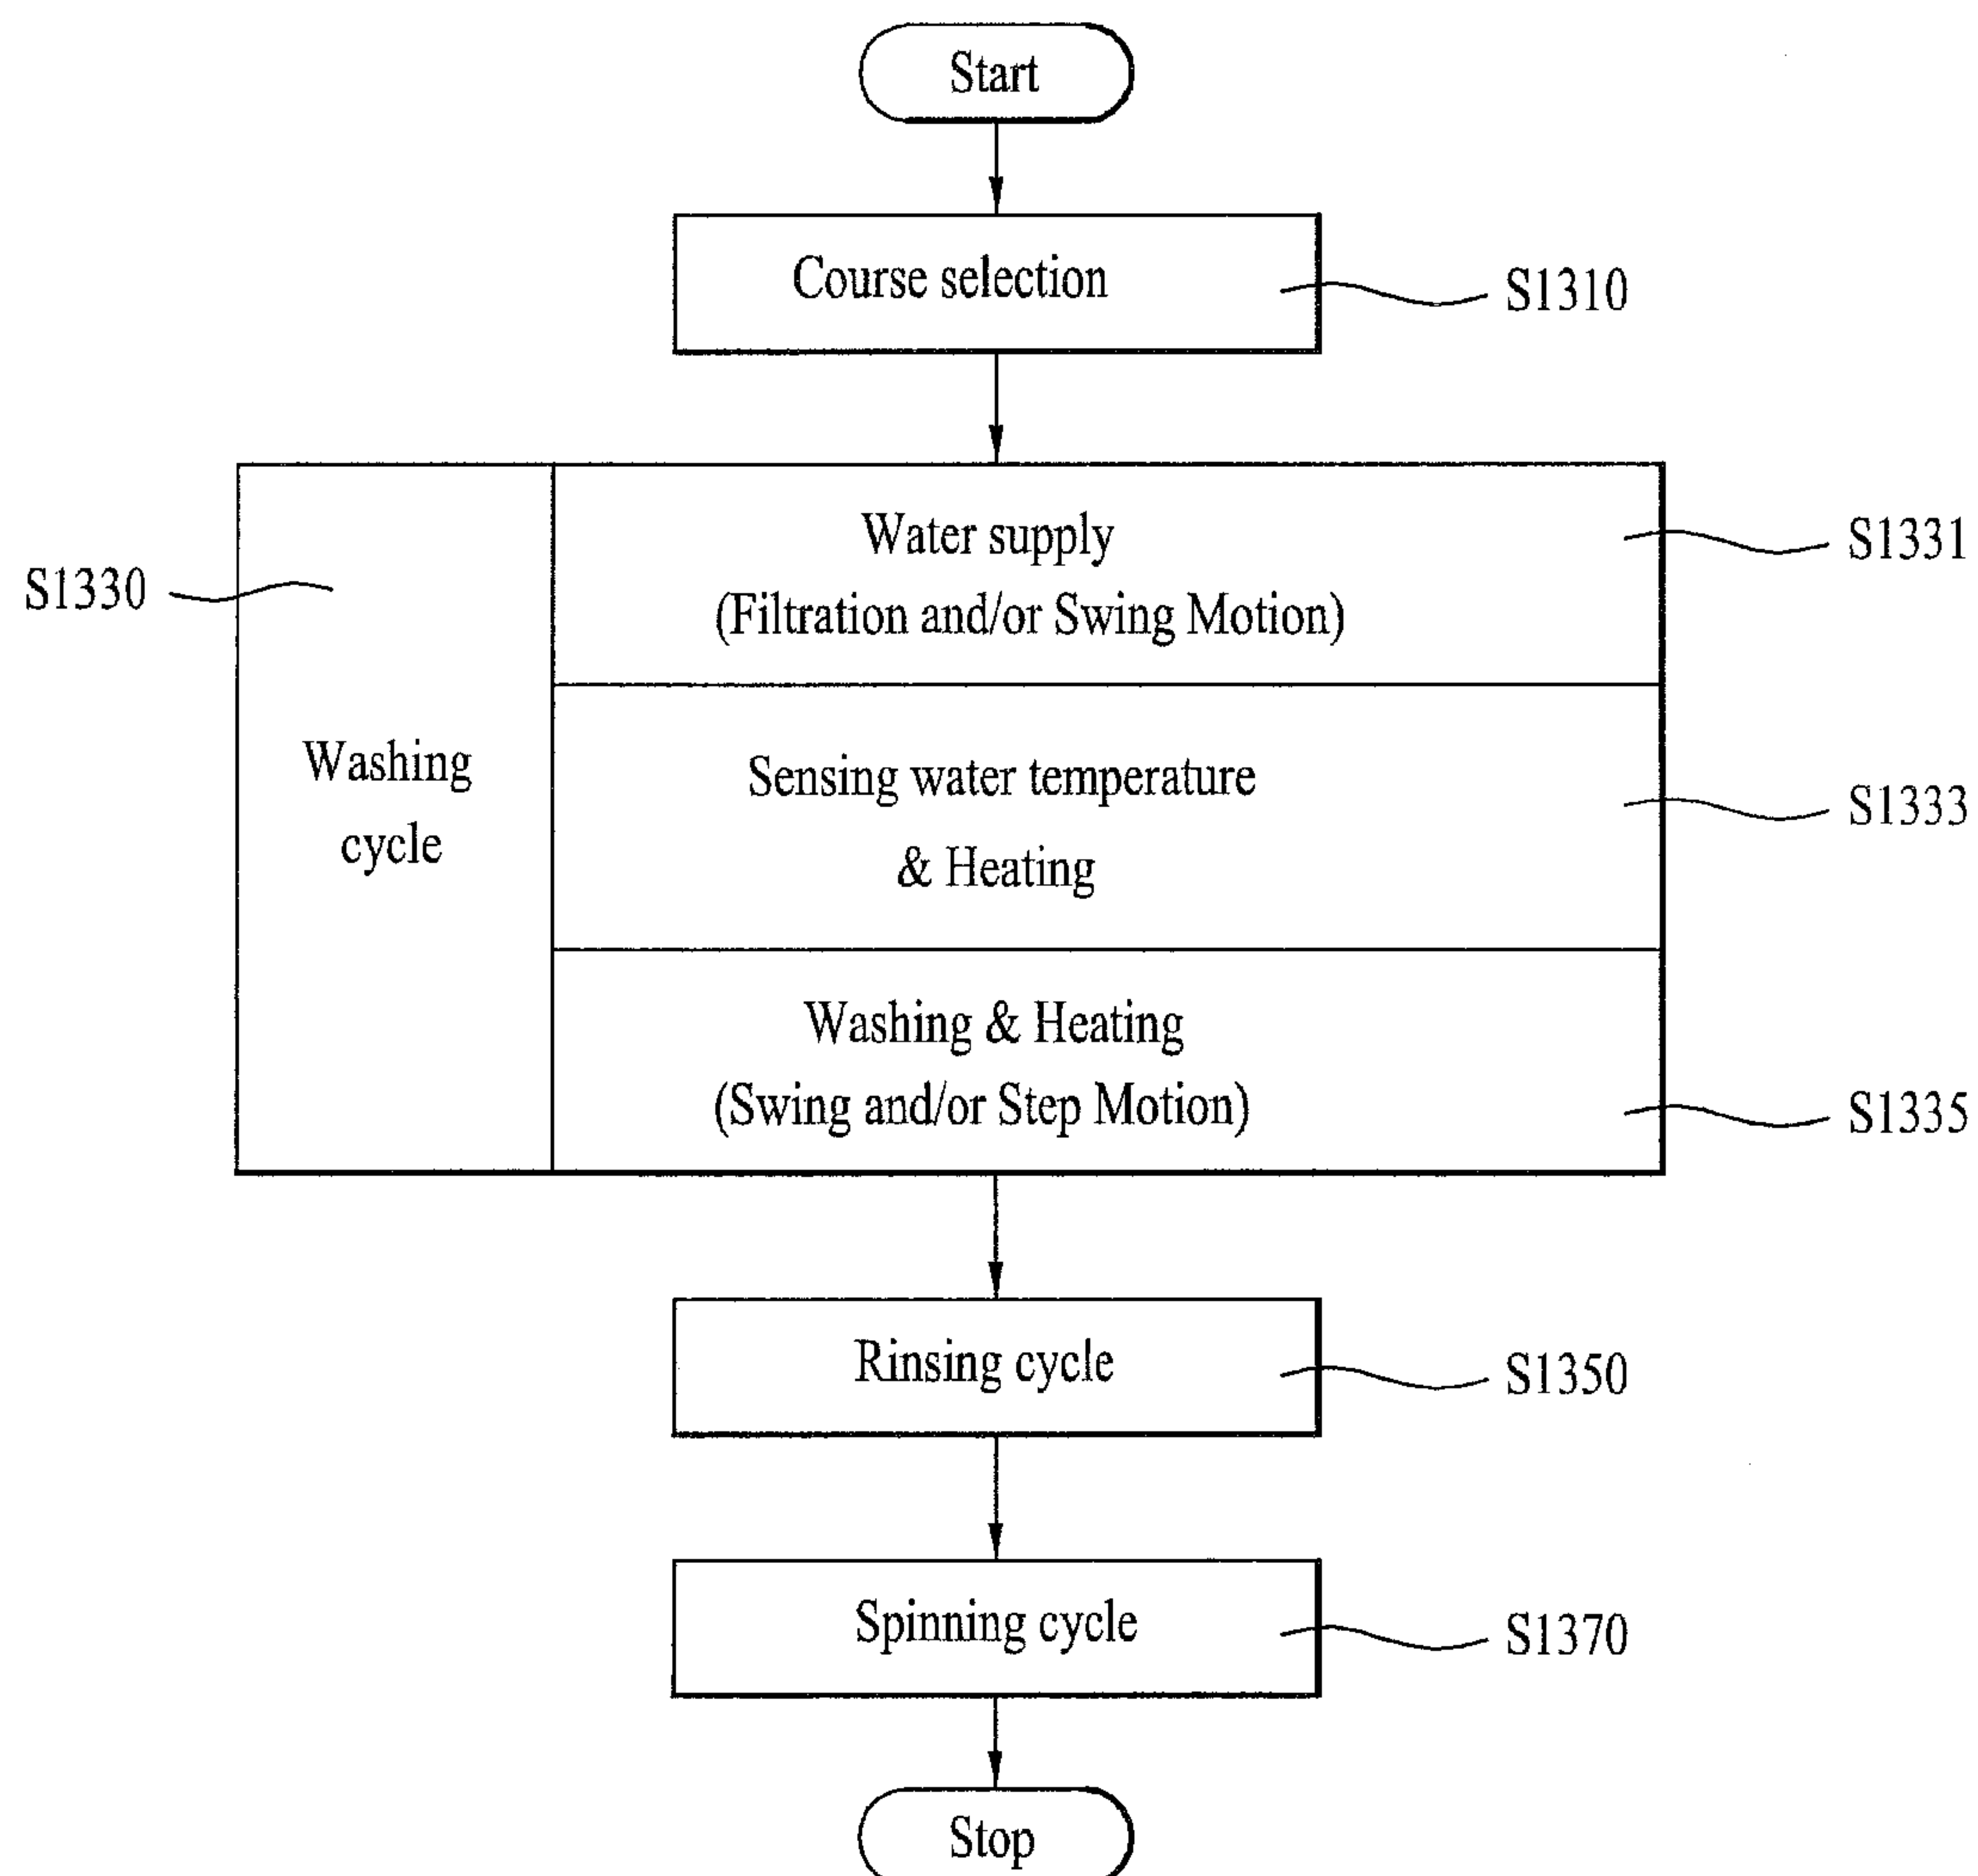 Start
Course selection
S1310
Water supply
(Filtration and/or Swing Motion)
S1331
S1330
Washing
cycle
Sensing water temperature
& Heating
S1333
Washing & Heating
(Swing and/or Step Motion)
S1335
Rinsing cycle
S1350
Spinning cycle
S1370
Stop